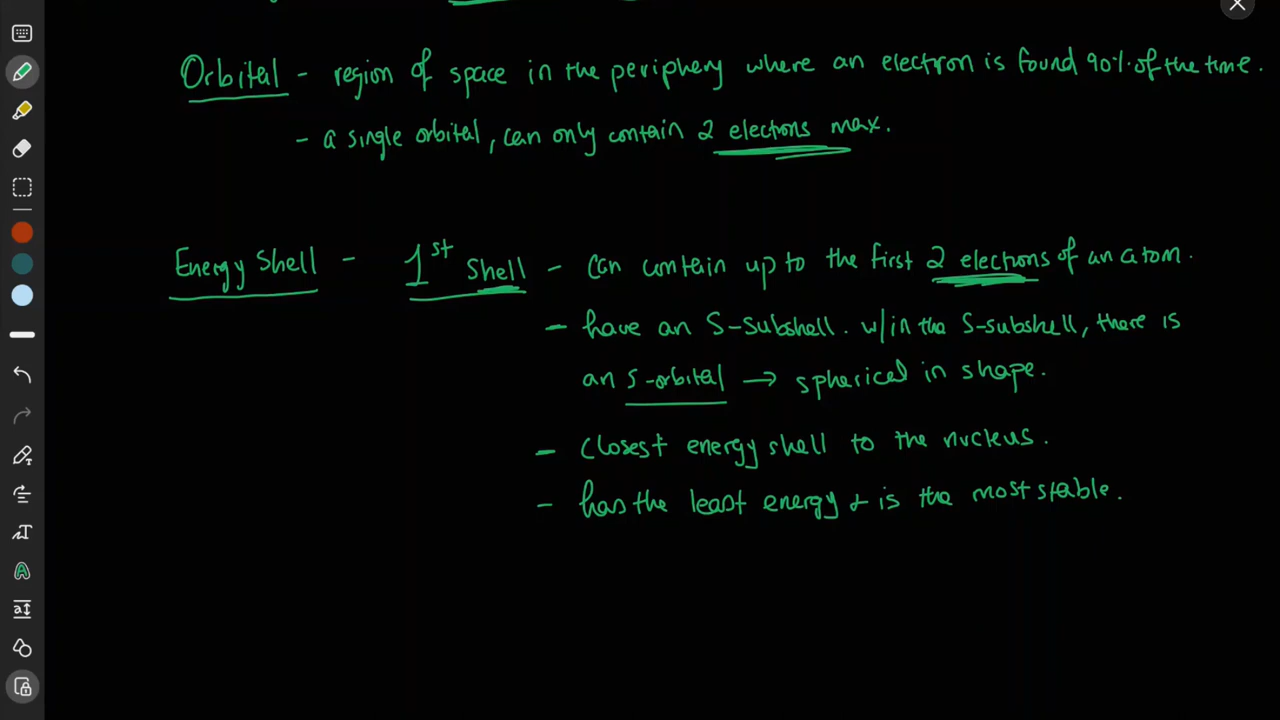 Orbital - region of space in the periphery where an electron is found 90% of the time.
- a single orbital, can only contain 2 electrons max.
Energy Shell - 1st Shell - can contain up to the first 2 electrons of an atom.
- have an S-subshell. w/in the S-subshell, there is
an s-orbital → spherical in shape.
- closest energy shell to the nucleus.
- has the least energy & is the most stable.